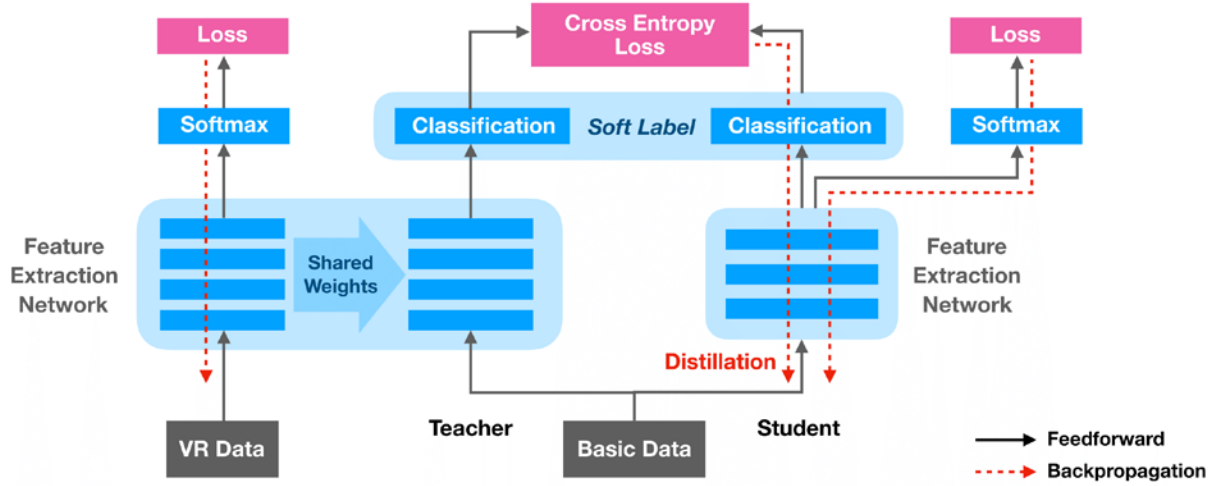 Loss
Cross Entropy
Loss
Loss
Softmax
Classification
Soft Label
Classification
Softmax
Feature
Extraction
Network
Shared
Weights
Feature
Extraction
Network
Distillation
Teacher
Student
VR Data
Basic Data
Feedforward
Backpropagation